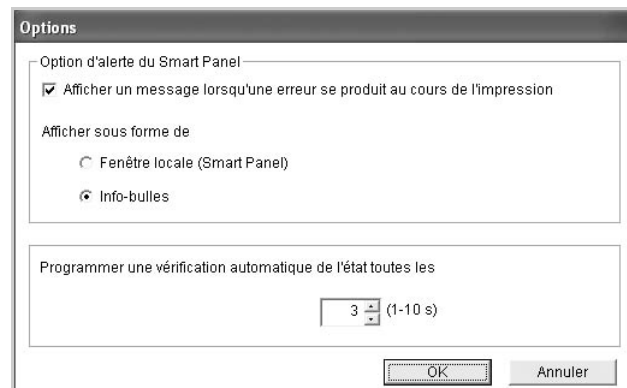 Options
Option d'alerte du Smart Panel
Afficher un message lorsqu'une erreur se produit au cours de l'impression
Afficher sous forme de
Fenêtre locale (Smart Panel)
Info-bulles
Programmer une vérification automatique de l'état toutes les
3 (1-10 s)
OK Annuler